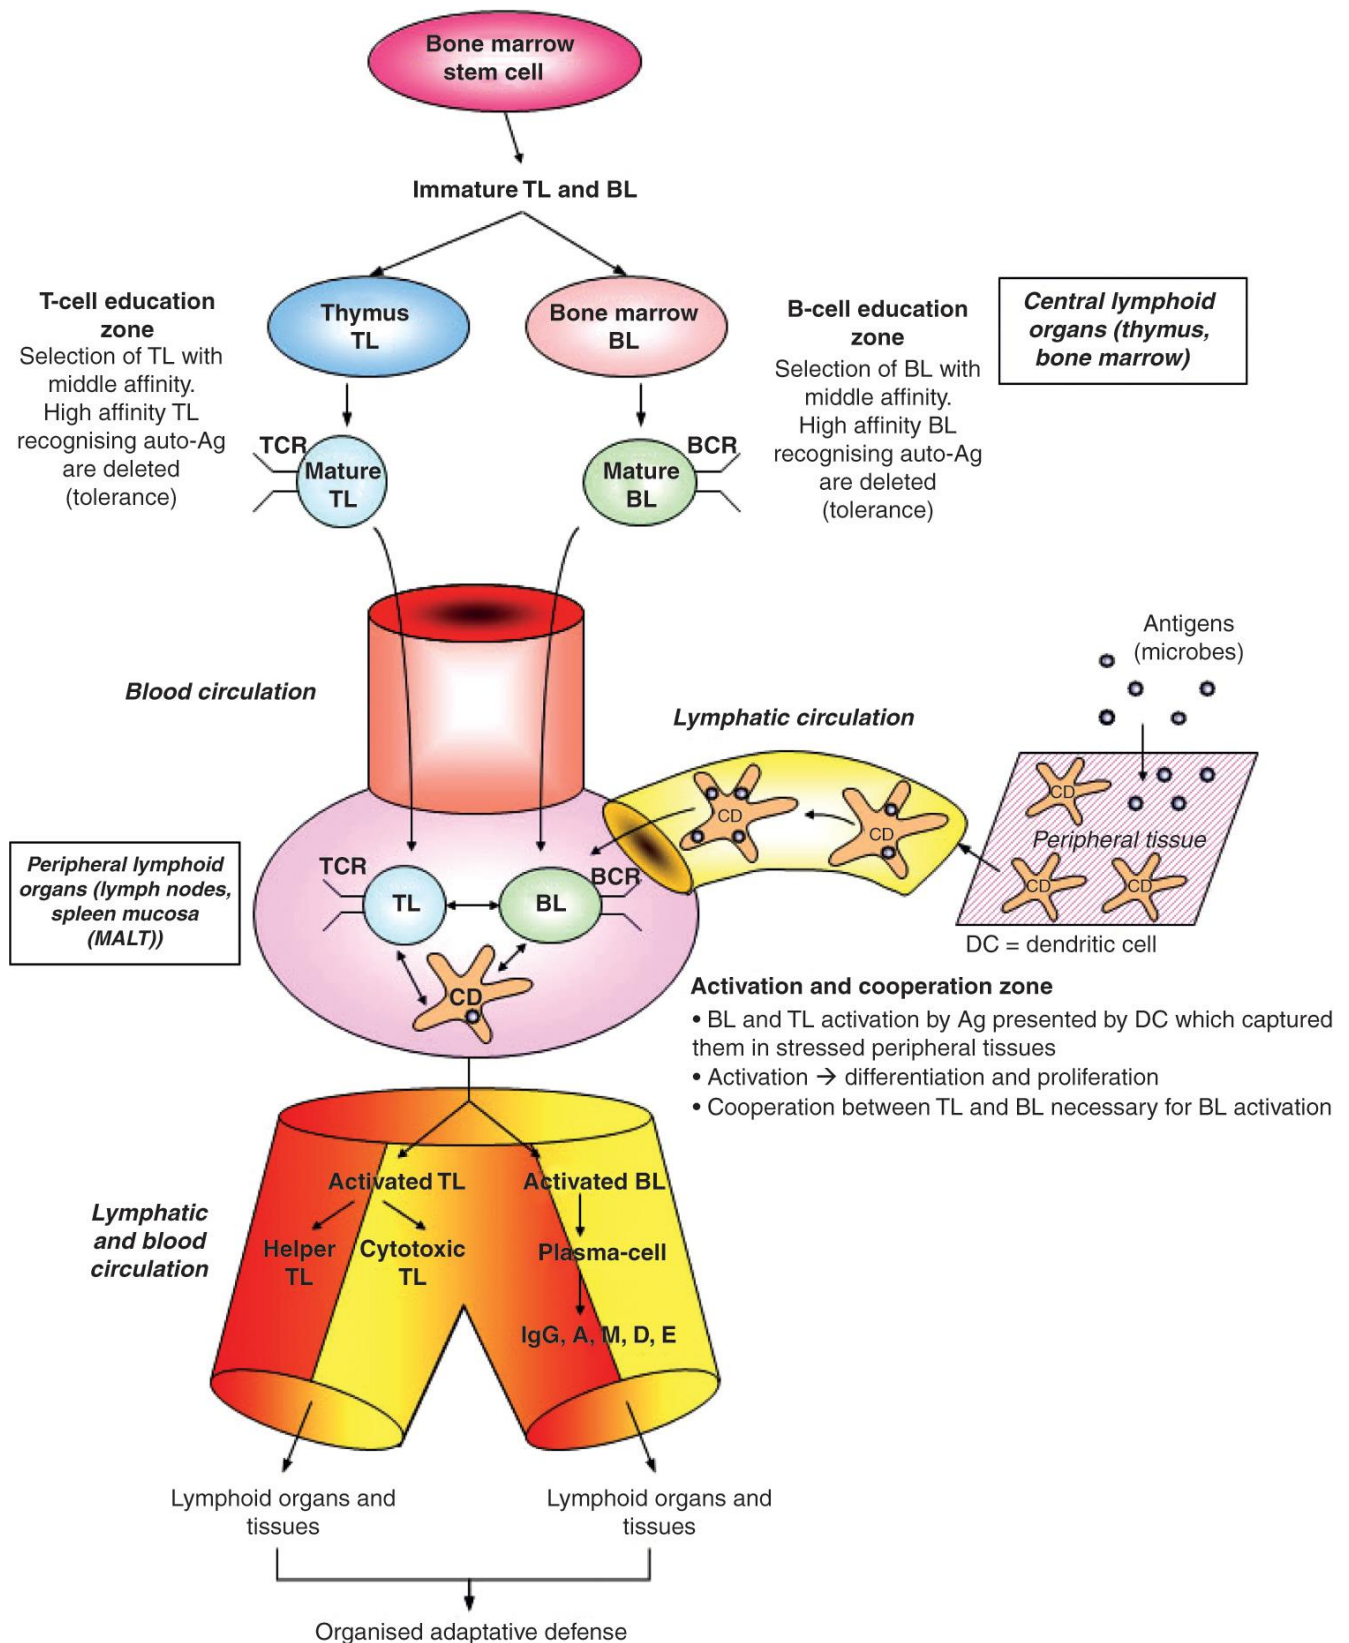 Bone marrow
stem cell
Immature TL and BL
T-cell education
zone
Selection of TL with
middle affinity.
High affinity TL
recognising auto-Ag
are deleted
(tolerance)
Thymus
TL
Bone marrow
BL
B-cell education
zone
Selection of BL with
middle affinity.
High affinity BL
recognising auto-Ag
are deleted
(tolerance)
Central lymphoid
organs (thymus,
bone marrow)
TCR
Mature
TL
BCR
Mature
BL
Blood circulation
Lymphatic circulation
Antigens
(microbes)
CD
CD
CD
Peripheral tissue
CD
CD
DC = dendritic cell
Peripheral lymphoid
organs (lymph nodes,
spleen mucosa
(MALT))
TCR
TL
BL
BCR
CD
Activation and cooperation zone
• BL and TL activation by Ag presented by DC which captured
them in stressed peripheral tissues
• Activation → differentiation and proliferation
• Cooperation between TL and BL necessary for BL activation
Lymphatic
and blood
circulation
Activated TL
Activated BL
Helper
TL
Cytotoxic
TL
Plasma-cell
IgG, A, M, D, E
Lymphoid organs and
tissues
Lymphoid organs and
tissues
Organised adaptative defense